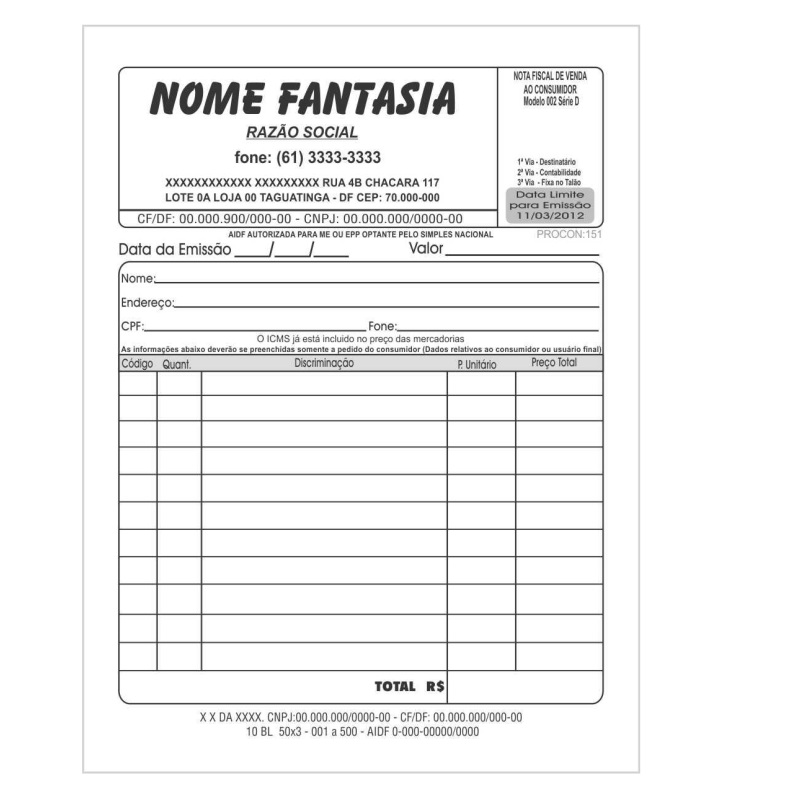 NOME FANTASIA
RAZÃO SOCIAL
fone: (61) 3333-3333
XXXXXXXXXXXX XXXXXXXXX RUA 4B CHACARA 117
LOTE 0A LOJA 00 TAGUATINGA - DF CEP: 70.000-000
CF/DF: 00.000.900/000-00 - CNPJ: 00.000.000/0000-00
NOTA FISCAL DE VENDA
AO CONSUMIDOR
Modelo 002 Série D
1ª Via - Destinatário
2ª Via - Contabilidade
3ª Via - Fixa no Talão
Data Limite
para Emissão
11/03/2012
AIDF AUTORIZADA PARA ME OU EPP OPTANTE PELO SIMPLES NACIONAL
PROCON:151
Data da Emissão ____/____/____ Valor____________________
Nome:
Endereço:
CPF: Fone:
O ICMS já está incluido no preço das mercadorias
As informações abaixo deverão se preenchidas somente a pedido do consumidor (Dados relativos ao consumidor ou usuário final)
Código Quant. Discriminação P. Unitário Preço Total
TOTAL R$
X X DA XXXX. CNPJ:00.000.000/0000-00 - CF/DF: 00.000.000/000-00
10 BL 50x3 - 001 a 500 - AIDF 0-000-00000/0000